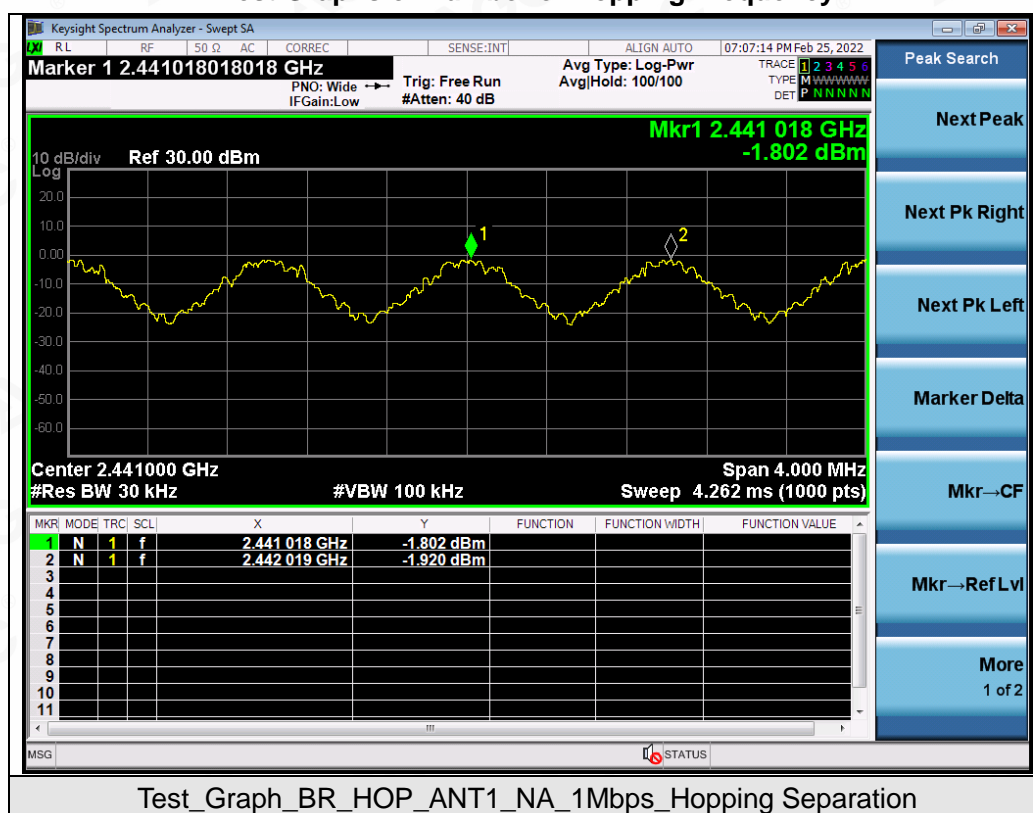 Keysight Spectrum Analyzer - Swept SA
LXI RL RF 50 Ω AC CORREC SENSE:INT ALIGN AUTO 07:07:14 PM Feb 25, 2022
Marker 1 2.441018018018 GHz
PNO: Wide
IFGain:Low
Trig: Free Run
#Atten: 40 dB
Avg Type: Log-Pwr
Avg|Hold: 100/100
TRACE 1 2 3 4 5 6
TYPE M WWWWW
DET P N N N N N
Mkr1 2.441 018 GHz
-1.802 dBm
10 dB/div Ref 30.00 dBm
Log
20.0
10.0
0.00
-10.0
-20.0
-30.0
-40.0
-50.0
-60.0
1
2
Center 2.441000 GHz Span 4.000 MHz
#Res BW 30 kHz #VBW 100 kHz Sweep 4.262 ms (1000 pts)
MKR MODE TRC SCL X Y FUNCTION FUNCTION WIDTH FUNCTION VALUE
1 N 1 f 2.441 018 GHz -1.802 dBm
2 N 1 f 2.442 019 GHz -1.920 dBm
3
4
5
6
7
8
9
10
11
MSG STATUS
Peak Search
Next Peak
Next Pk Right
Next Pk Left
Marker Delta
Mkr→CF
Mkr→Ref Lvl
More
1 of 2
Test_Graph_BR_HOP_ANT1_NA_1Mbps_Hopping Separation